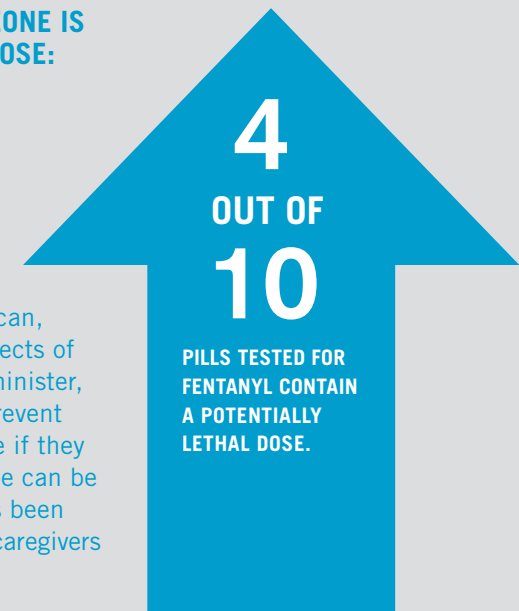 ONE IS
OSE:
can,
ects of
minister,
revent
e if they
e can be
s been
caregivers
4
OUT OF
10
PILLS TESTED FOR
FENTANYL CONTAIN
A POTENTIALLY
LETHAL DOSE.